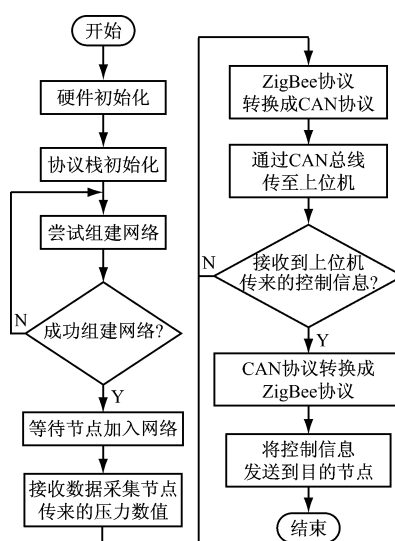 开始
硬件初始化
协议栈初始化
尝试组建网络
N
成功组建网络?
Y
等待节点加入网络
接收数据采集节点
传来的压力数值
ZigBee协议
转换成CAN协议
通过CAN总线
传至上位机
N
接收到上位机
传来的控制信息?
Y
CAN协议转换成
ZigBee协议
将控制信息
发送到目的节点
结束